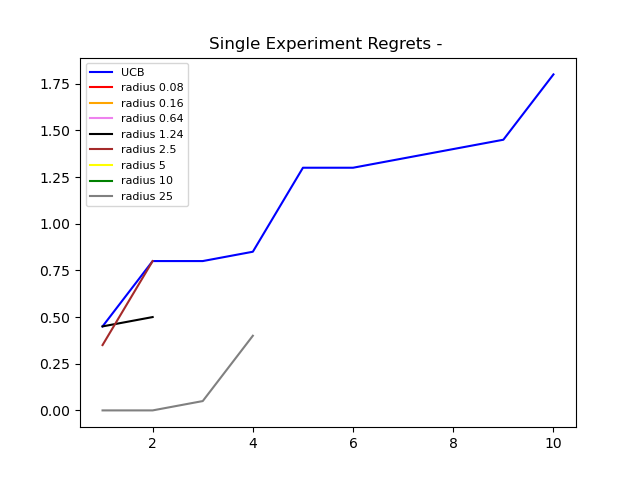 Single Experiment Regrets -
UCB
radius 0.08
radius 0.16
radius 0.64
radius 1.24
radius 2.5
radius 5
radius 10
radius 25
1.75
1.50
1.25
1.00
0.75
0.50
0.25
0.00
2 4 6 8 10